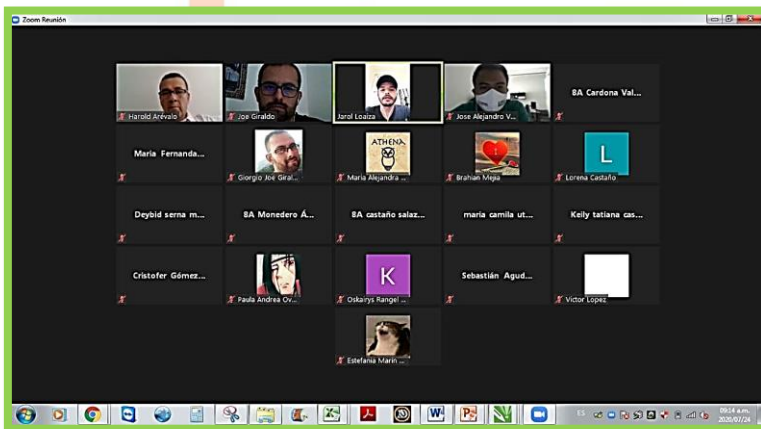 Zoom Reunión
Harold Arévalo
Joe Giraldo
Jarol Loaiza
Jose Alejandro V...
8A Cardona Val...
Maria Fernanda...
Giorgio Joe Giral...
ATHENA
Maria Alejandra ...
Brahian Mejia
L
Lorena Castaño
Deybid serna m...
8A Monedero Á...
8A castaño salaz...
maria camila ut...
Keily tatiana cas...
Cristofer Gómez...
Paula Andrea Ov...
K
Oskairys Rangel ...
Sebastián Agud...
Victor Lopez
Estefania Marin ...
ES
09:14 a.m.
2020/07/24